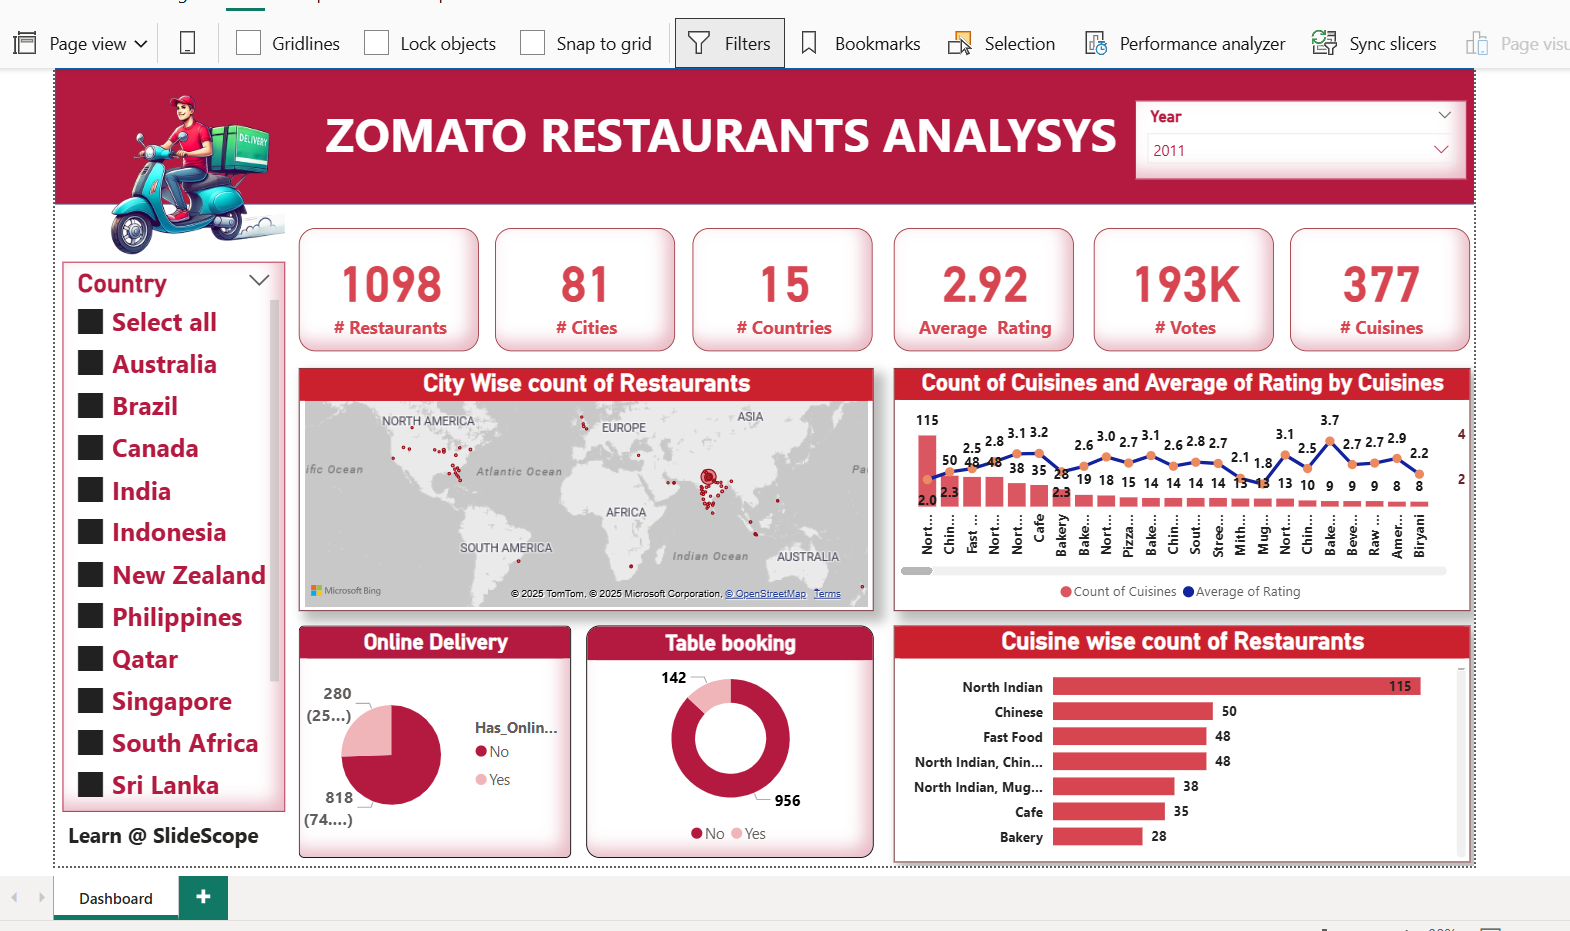 Page view
Gridlines
Lock objects
Snap to grid
Filters
Bookmarks
Selection
Performance analyzer
Sync slicers
Page visu
DELIVERY
ZOMATO RESTAURANTS ANALYSYS
Year
2011
Country
Select all
Australia
Brazil
Canada
India
Indonesia
New Zealand
Philippines
Qatar
Singapore
South Africa
Sri Lanka
Learn @ SlideScope
1098
# Restaurants
81
# Cities
15
# Countries
2.92
Average Rating
193K
# Votes
377
# Cuisines
City Wise count of Restaurants
NORTH AMERICA
EUROPE
ASIA
ific Ocean
Atlantic Ocean
Pa
AFRICA
SOUTH AMERICA
Indian Ocean
AUSTRALIA
Microsoft Bing
© 2025 TomTom, © 2025 Microsoft Corporation, © OpenStreetMap Terms
Count of Cuisines and Average of Rating by Cuisines
115 50 48 48 38 35 28 19 18 15 14 14 14 14 13 13 13 10 9 9 9 8 8
2.0 2.3 2.5 2.8 3.1 3.2 2.3 2.6 3.0 2.7 3.1 2.6 2.8 2.7 2.1 1.8 3.1 2.5 3.7 2.7 2.7 2.9 2.2
4
2
Nort...
Chin...
Fast ...
Nort...
Nort...
Cafe
Bakery
Bake...
Nort...
Pizza...
Bake...
Chin...
Sout...
Stree...
Mith...
Mug...
Nort...
Chin...
Bake...
Beve...
Raw ...
Amer...
Biryani
Count of Cuisines Average of Rating
Online Delivery
280
(25...)
818
(74....)
Has_Onlin...
No
Yes
Table booking
142
956
No Yes
Cuisine wise count of Restaurants
North Indian 115
Chinese 50
Fast Food 48
North Indian, Chin... 48
North Indian, Mug... 38
Cafe 35
Bakery 28
Dashboard